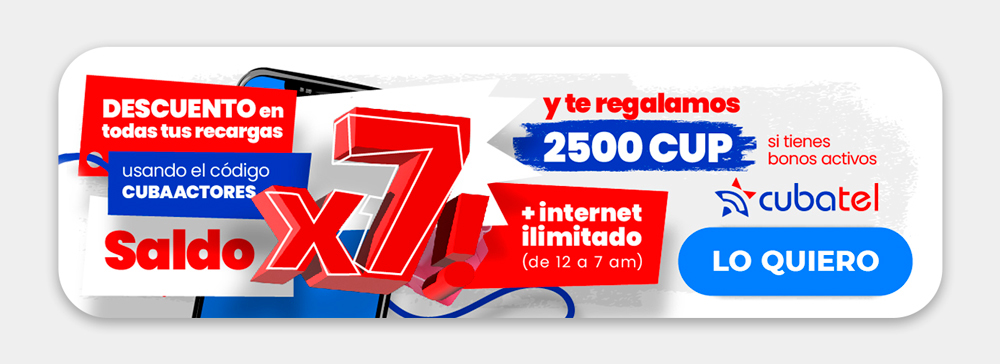 DESCUENTO en
todas tus recargas
usando el código
CUBAACTORES
Saldo x7!
+ internet
ilimitado
(de 12 a 7 am)
y te regalamos
2500 CUP
si tienes
bonos activos
cubatel
LO QUIERO